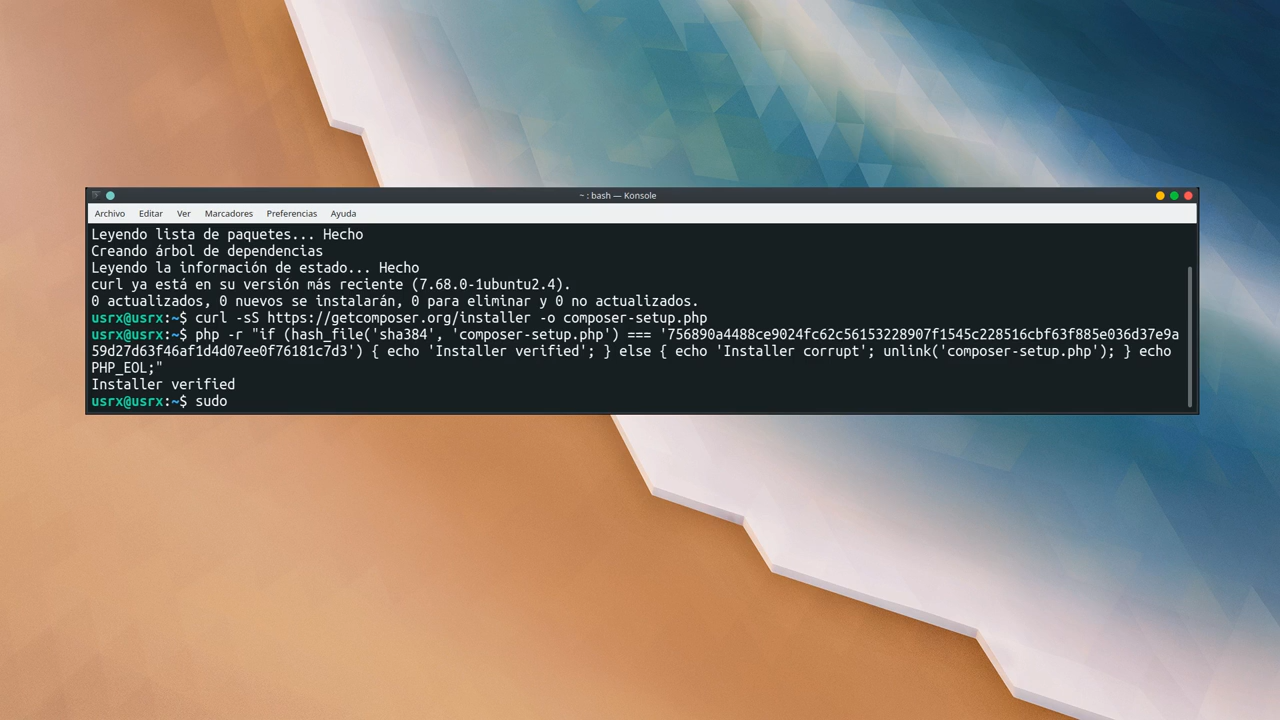 ~ : bash — Konsole
Archivo Editar Ver Marcadores Preferencias Ayuda
Leyendo lista de paquetes... Hecho
Creando árbol de dependencias
Leyendo la información de estado... Hecho
curl ya está en su versión más reciente (7.68.0-1ubuntu2.4).
0 actualizados, 0 nuevos se instalarán, 0 para eliminar y 0 no actualizados.
usrx@usrx:~$ curl -sS https://getcomposer.org/installer -o composer-setup.php
usrx@usrx:~$ php -r "if (hash_file('sha384', 'composer-setup.php') === '756890a4488ce9024fc62c56153228907f1545c228516cbf63f885e036d37e9a
59d27d63f46af1d4d07ee0f76181c7d3') { echo 'Installer verified'; } else { echo 'Installer corrupt'; unlink('composer-setup.php'); } echo
PHP_EOL;"
Installer verified
usrx@usrx:~$ sudo